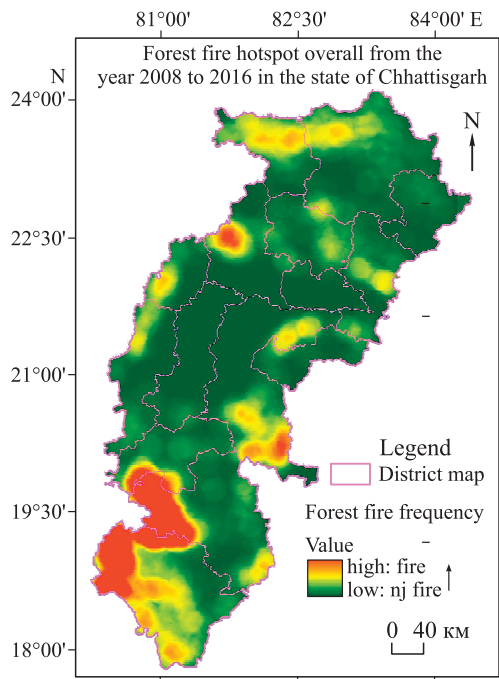 81°00' 82°30' 84°00' E
Forest fire hotspot overall from the
year 2008 to 2016 in the state of Chhattisgarh
N
24°00'
N
22°30'
21°00'
Legend
District map
19°30'
Forest fire frequency
Value
high: fire
low: nj fire
18°00'
0 40 км